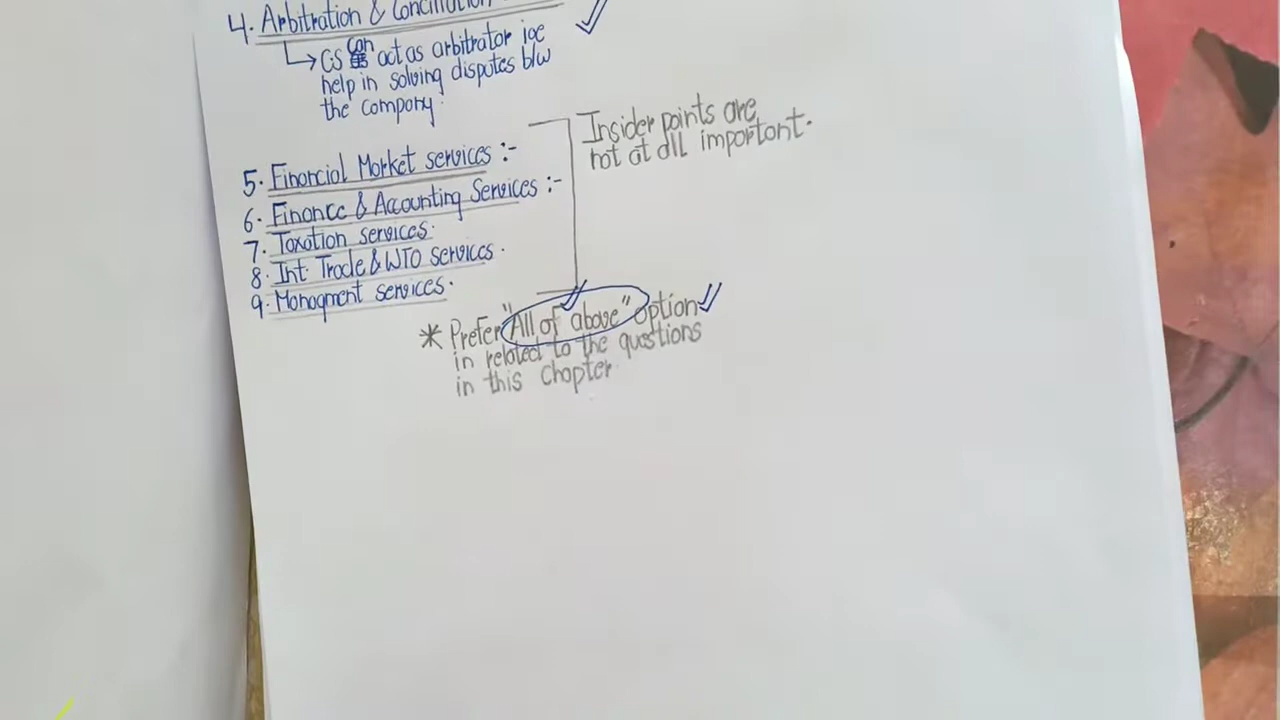 4. Arbitration & Conciliation
↳ CS can act as arbitrator ioe
help in solving disputes b/w
the company.
Insider points are
not at all important.
5. Financial Market services :-
6. Finance & Accounting Services :-
7. Taxation services.
8. Int. Trade & WTO services.
9. Managment services.
* Prefer "All of above" option
in related to the questions
in this chapter